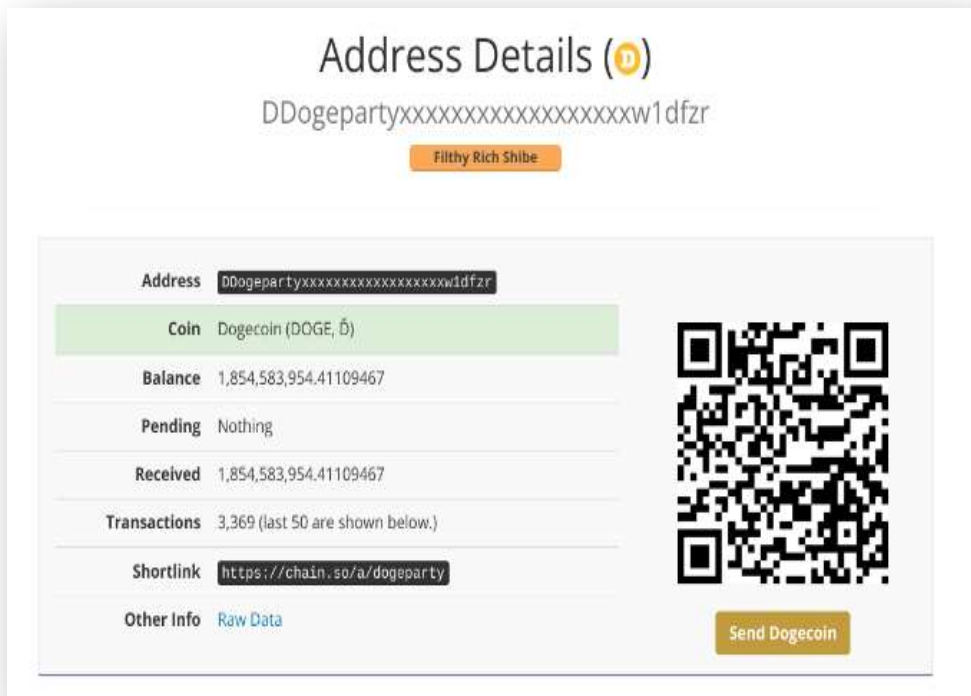 Address Details (D)
DDogepartyxxxxxxxxxxxxxxxxxxw1dfzr
Filthy Rich Shibe
Address DDogepartyxxxxxxxxxxxxxxxxxxw1dfzr
Coin Dogecoin (DOGE, Ð)
Balance 1,854,583,954.41109467
Pending Nothing
Received 1,854,583,954.41109467
Transactions 3,369 (last 50 are shown below.)
Shortlink https://chain.so/a/dogeparty
Other Info Raw Data
Send Dogecoin